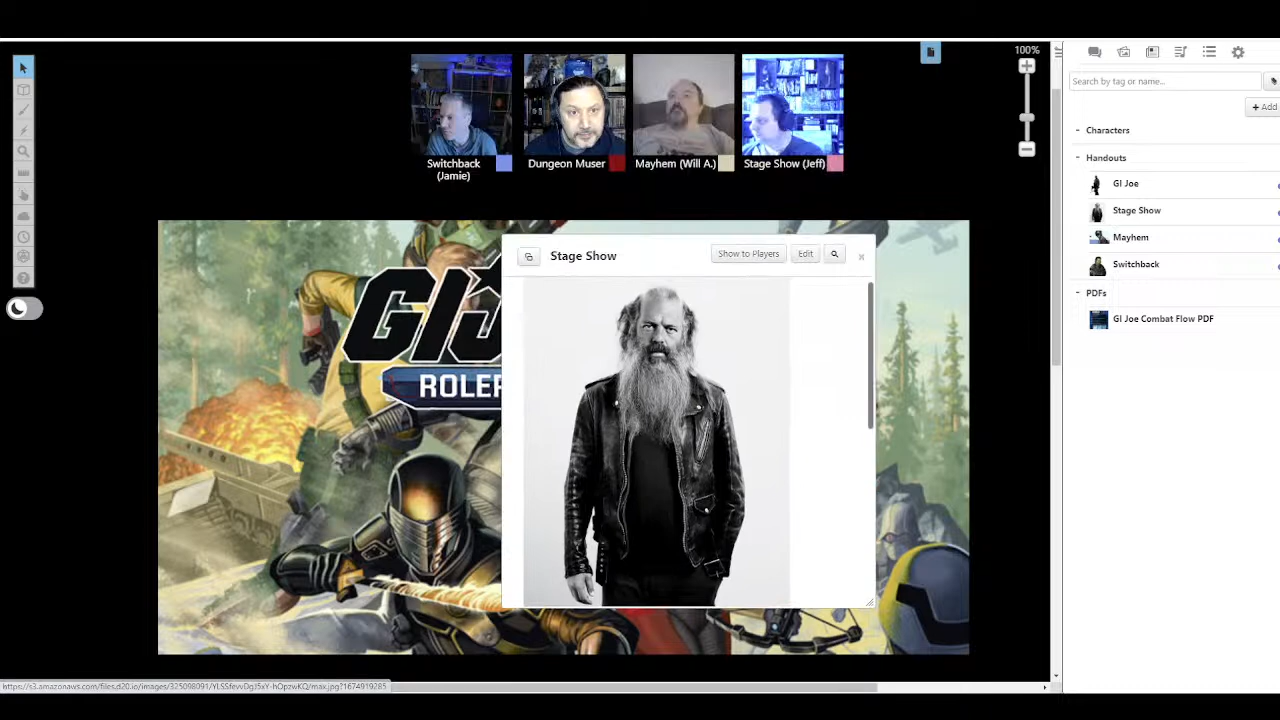 100%
Search by tag or name...
Add
Switchback
(Jamie)
Dungeon Muser
Mayhem (Will A.)
Stage Show (Jeff)
Characters
Handouts
GI Joe
Stage Show
Mayhem
Switchback
PDFs
GI Joe Combat Flow PDF
Stage Show
Show to Players
Edit
GI